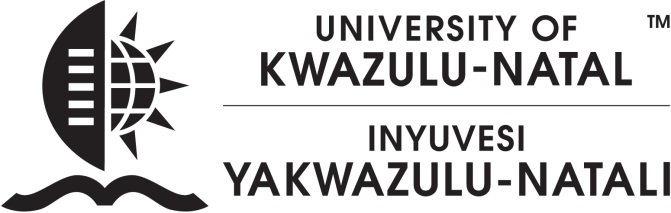 UNIVERSITY OF
KWAZULU-NATAL
TM
INYUVESI
YAKWAZULU-NATALI